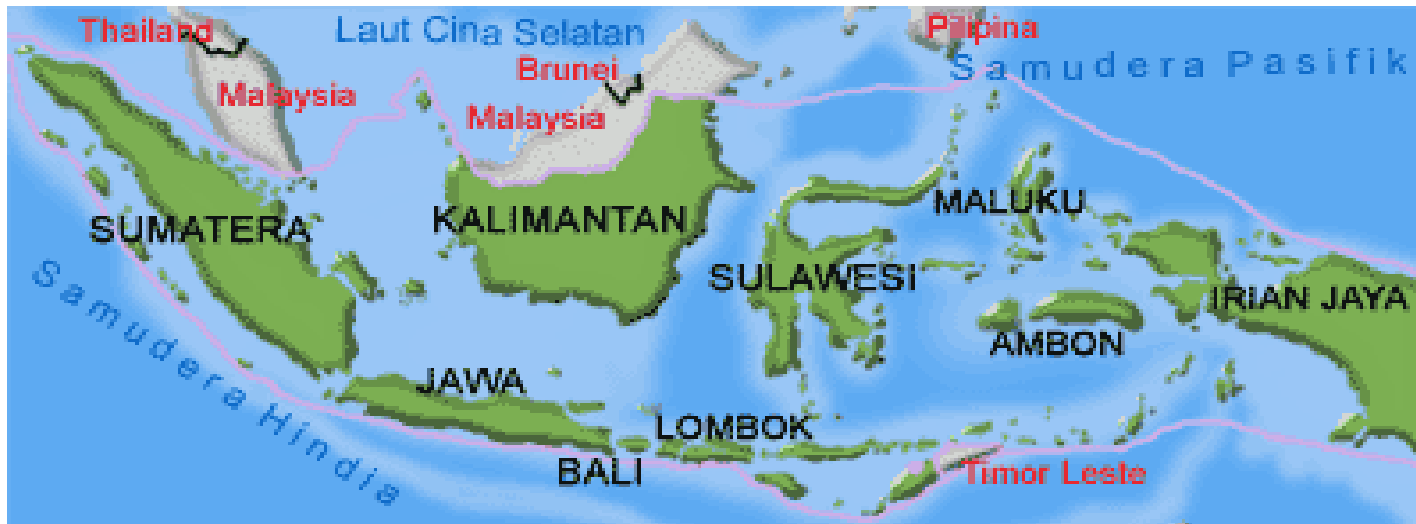 Thailand
Laut Cina Selatan
Pilipina
Brunei
Samudera Pasifik
Malaysia
Malaysia
SUMATERA
KALIMANTAN
MALUKU
SULAWESI
IRIAN JAYA
Samudera Hindia
AMBON
JAWA
LOMBOK
BALI
Timor Leste